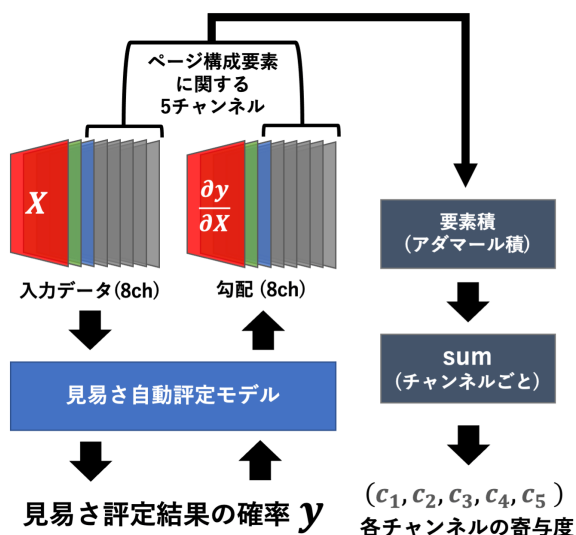 ページ構成要素
に関する
5チャンネル
X
∂y
∂X
入力データ(8ch)
勾配 (8ch)
見易さ自動評定モデル
見易さ評定結果の確率 y
要素積
(アダマール積)
sum
(チャンネルごと)
(c₁, c₂, c₃, c₄, c₅)
各チャンネルの寄与度